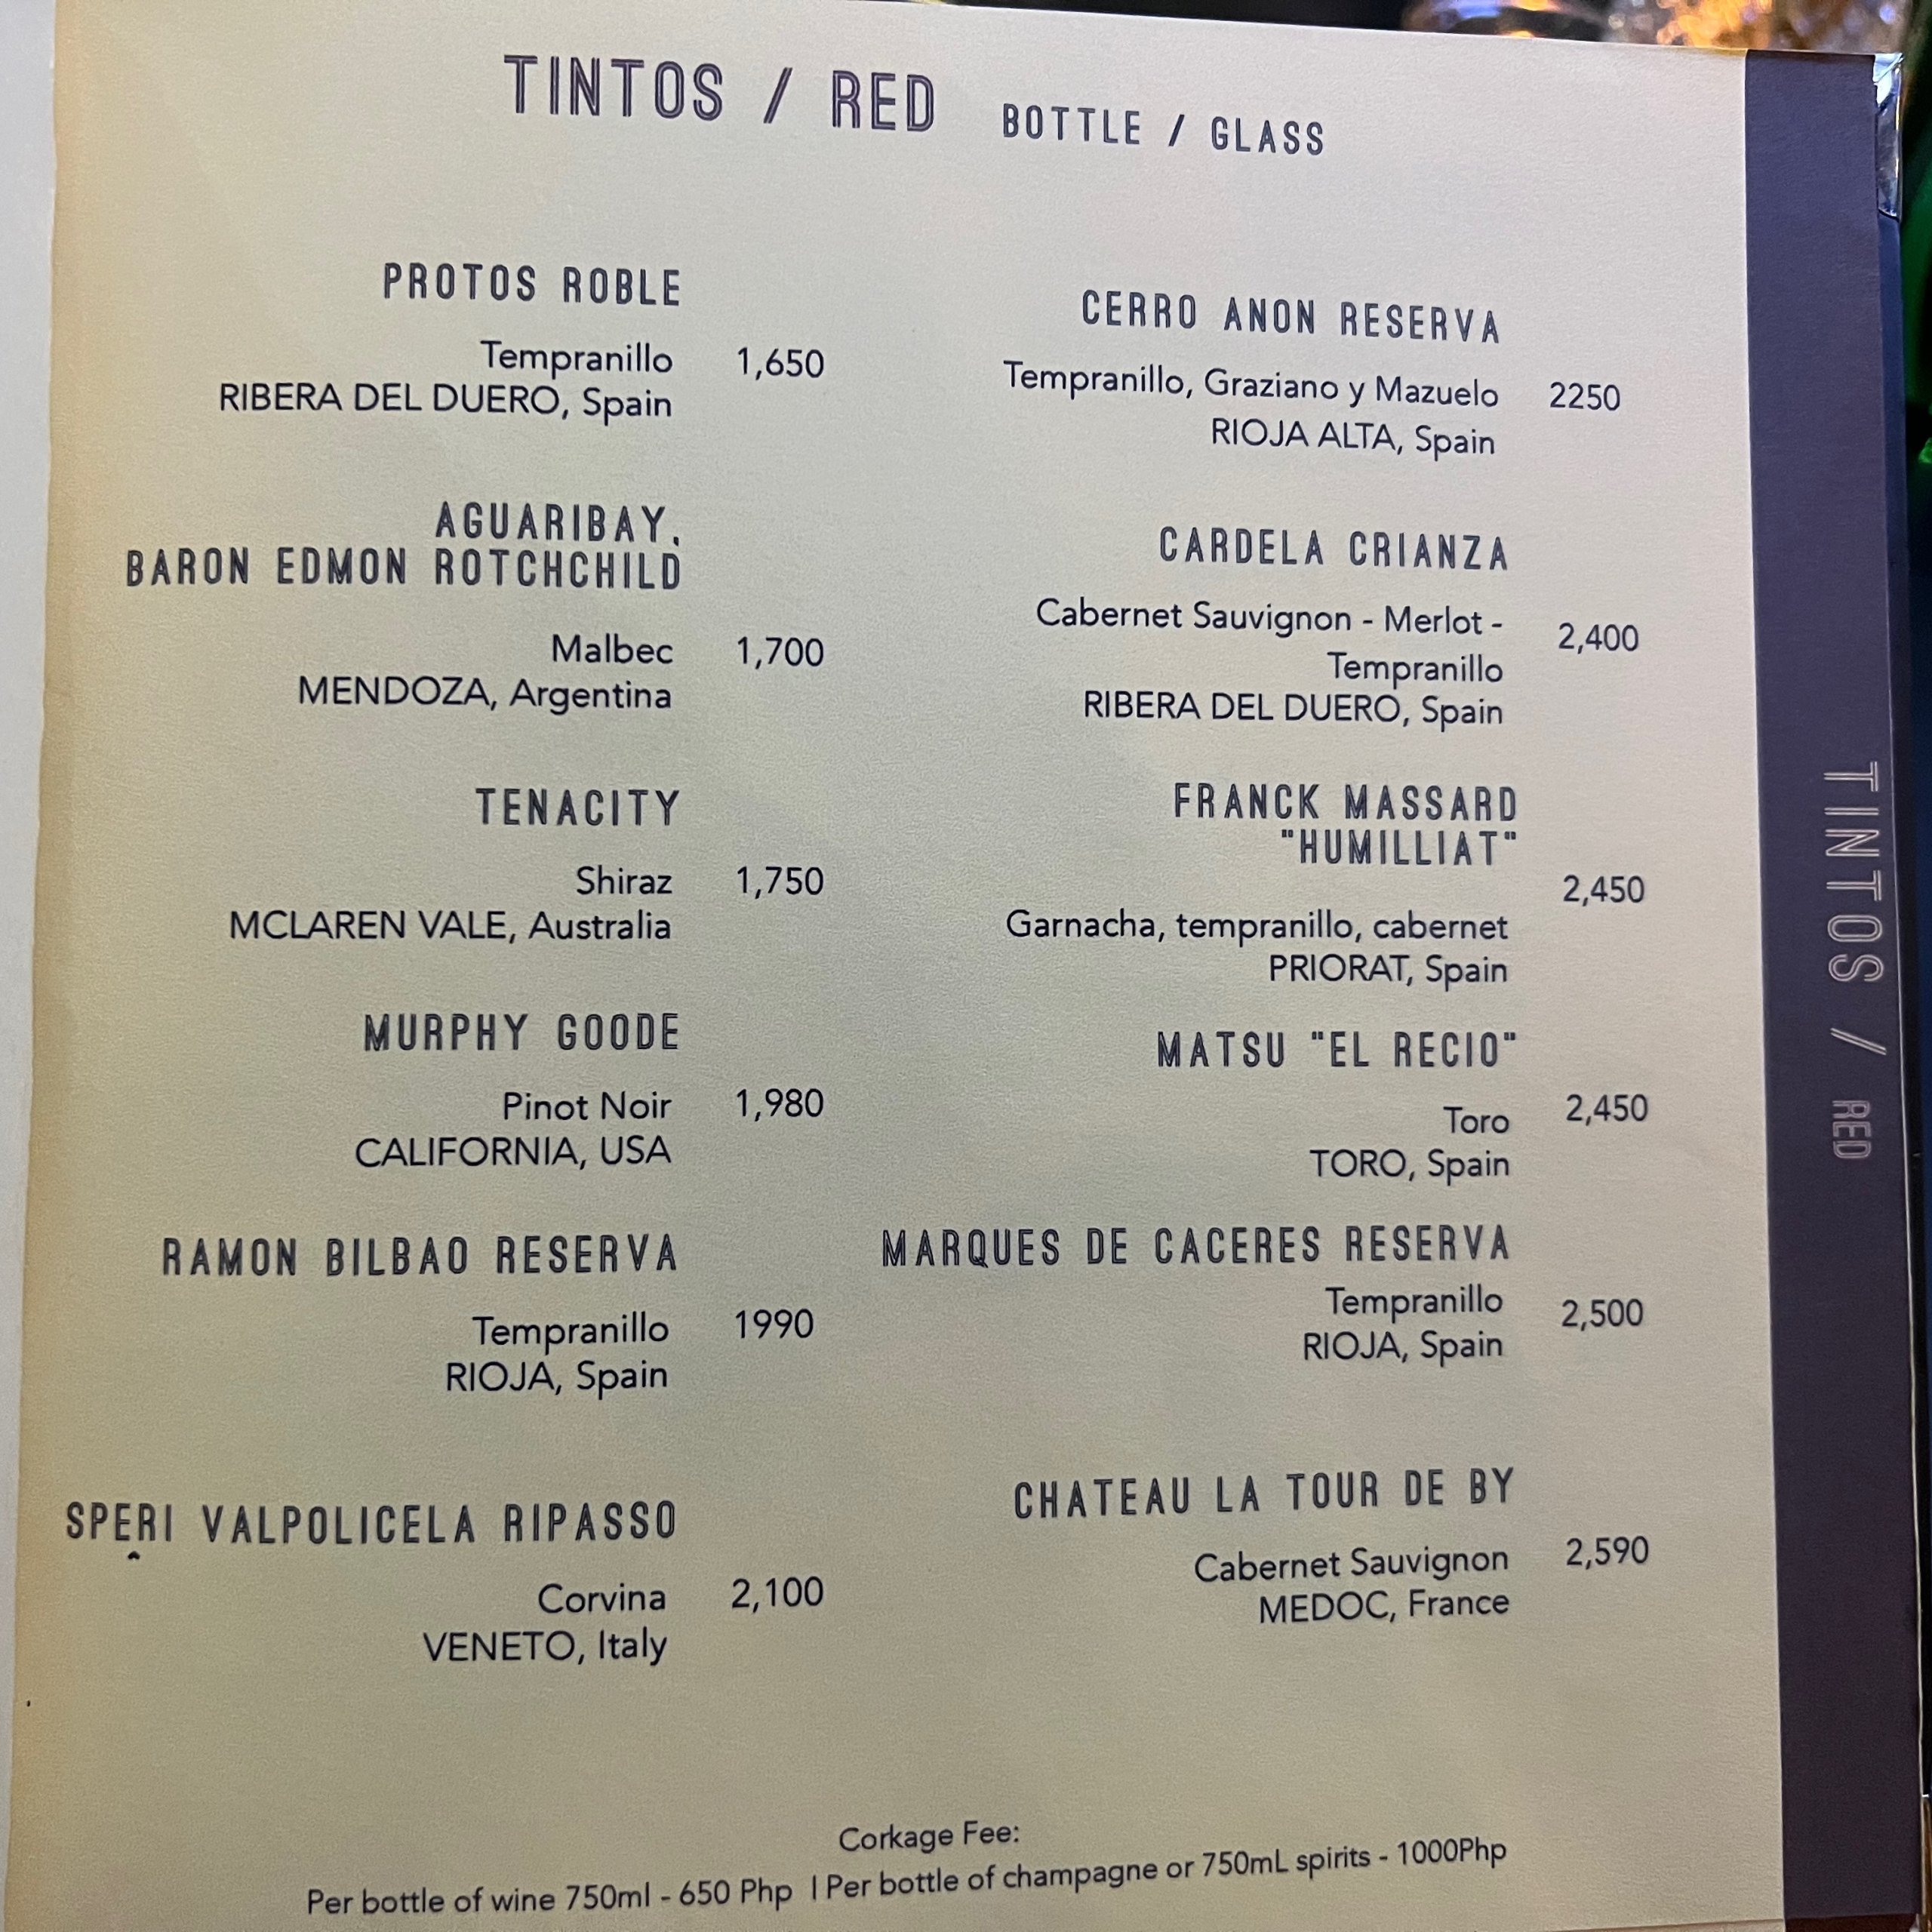 TINTOS / RED BOTTLE / GLASS
PROTOS ROBLE
Tempranillo 1,650
RIBERA DEL DUERO, Spain
AGUARIBAY,
BARON EDMON ROTCHCHILD
Malbec 1,700
MENDOZA, Argentina
TENACITY
Shiraz 1,750
MCLAREN VALE, Australia
MURPHY GOODE
Pinot Noir 1,980
CALIFORNIA, USA
RAMON BILBAO RESERVA
Tempranillo 1990
RIOJA, Spain
SPERI VALPOLICELA RIPASSO
Corvina 2,100
VENETO, Italy
CERRO ANON RESERVA
Tempranillo, Graziano y Mazuelo 2250
RIOJA ALTA, Spain
CARDELA CRIANZA
Cabernet Sauvignon - Merlot -
2,400
Tempranillo
RIBERA DEL DUERO, Spain
FRANCK MASSARD
"HUMILLIAT"
2,450
Garnacha, tempranillo, cabernet
PRIORAT, Spain
MATSU "EL RECIO"
Toro 2,450
TORO, Spain
MARQUES DE CACERES RESERVA
Tempranillo 2,500
RIOJA, Spain
CHATEAU LA TOUR DE BY
Cabernet Sauvignon 2,590
MEDOC, France
Corkage Fee:
Per bottle of wine 750ml - 650 Php | Per bottle of champagne or 750mL spirits - 1000Php
TINTOS / RED